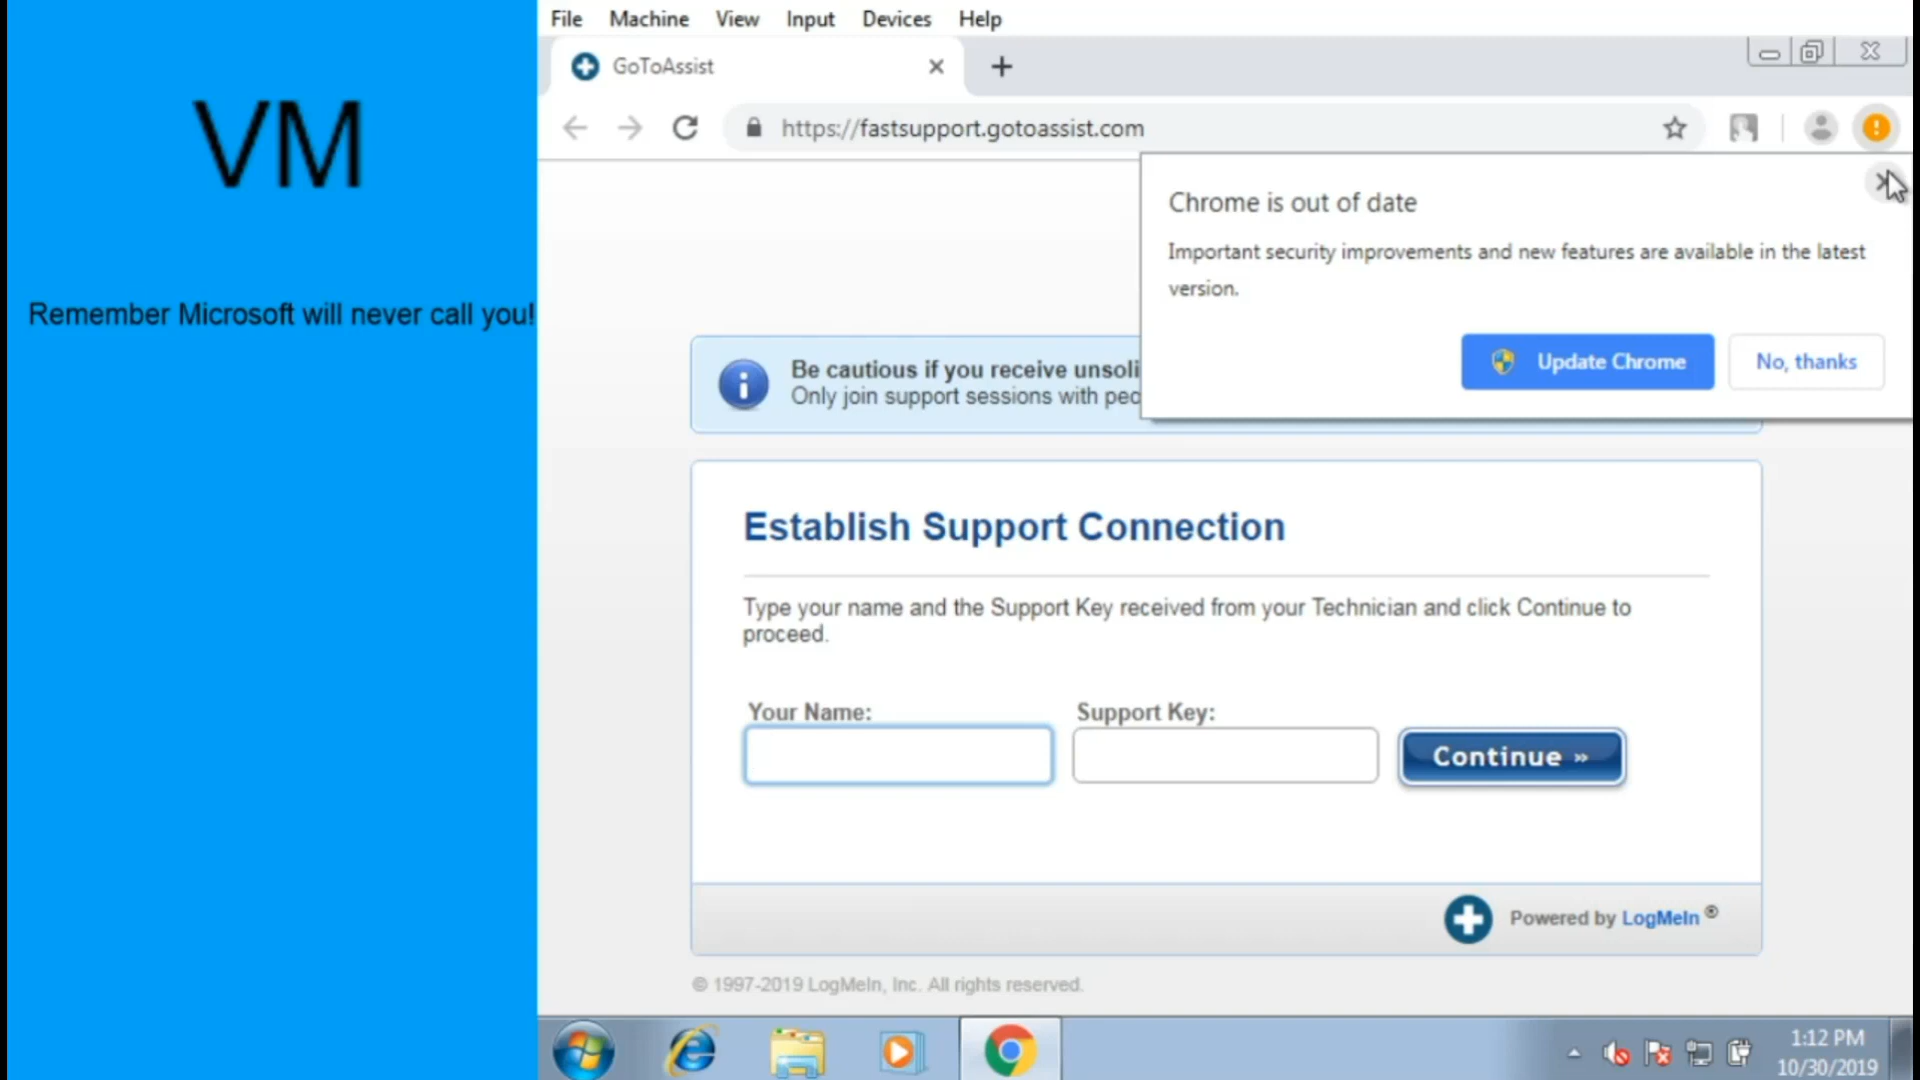 VM
Remember Microsoft will never call you!
File Machine View Input Devices Help
GoToAssist
https://fastsupport.gotoassist.com
Chrome is out of date
Important security improvements and new features are available in the latest
version.
Update Chrome
No, thanks
Be cautious if you receive unsoli
Only join support sessions with peo
Establish Support Connection
Type your name and the Support Key received from your Technician and click Continue to
proceed.
Your Name: Support Key:
Continue »
Powered by LogMeIn ®
© 1997-2019 LogMeIn, Inc. All rights reserved.
1:12 PM
10/30/2019